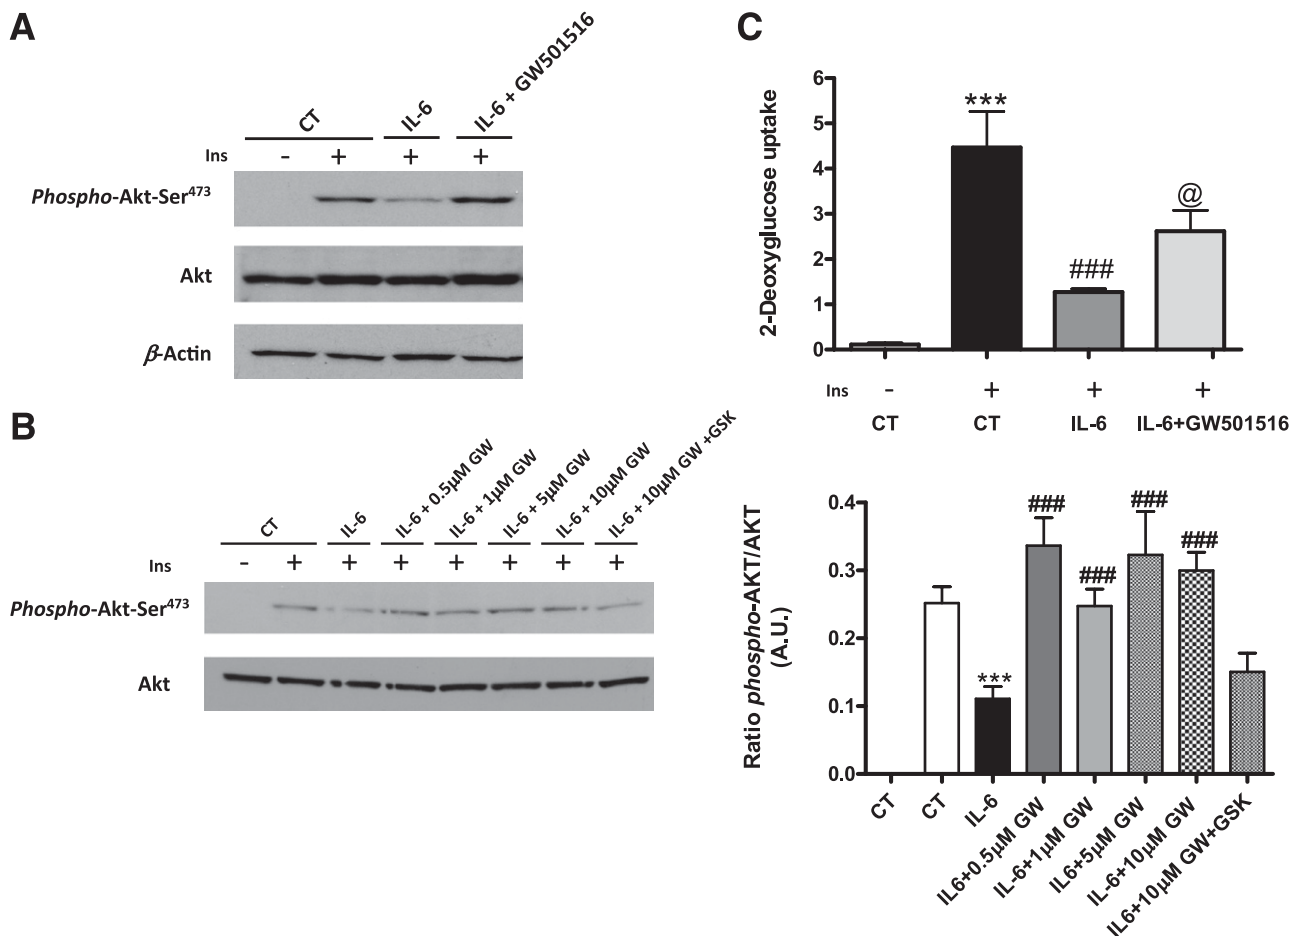 A
CT
IL-6
IL-6 + GW501516
Ins - + + +
Phospho-Akt-Ser473
Akt
β-Actin
B
CT
IL-6
IL-6 + 0.5µM GW
IL-6 + 1µM GW
IL-6 + 5µM GW
IL-6 + 10µM GW
IL-6 + 10µM GW +GSK
Ins - + + + + + + +
Phospho-Akt-Ser473
Akt
C
2-Deoxyglucose uptake
6
5
4
3
2
1
0
***
###
@
Ins - + + +
CT CT IL-6 IL-6+GW501516
Ratio phospho-AKT/AKT
(A.U.)
0.4
0.3
0.2
0.1
0.0
***
###
###
###
###
CT
CT
IL-6
IL6+0.5µM GW
IL-6+1µM GW
IL6+5µM GW
IL-6+10µM GW
IL6+10µM GW+GSK